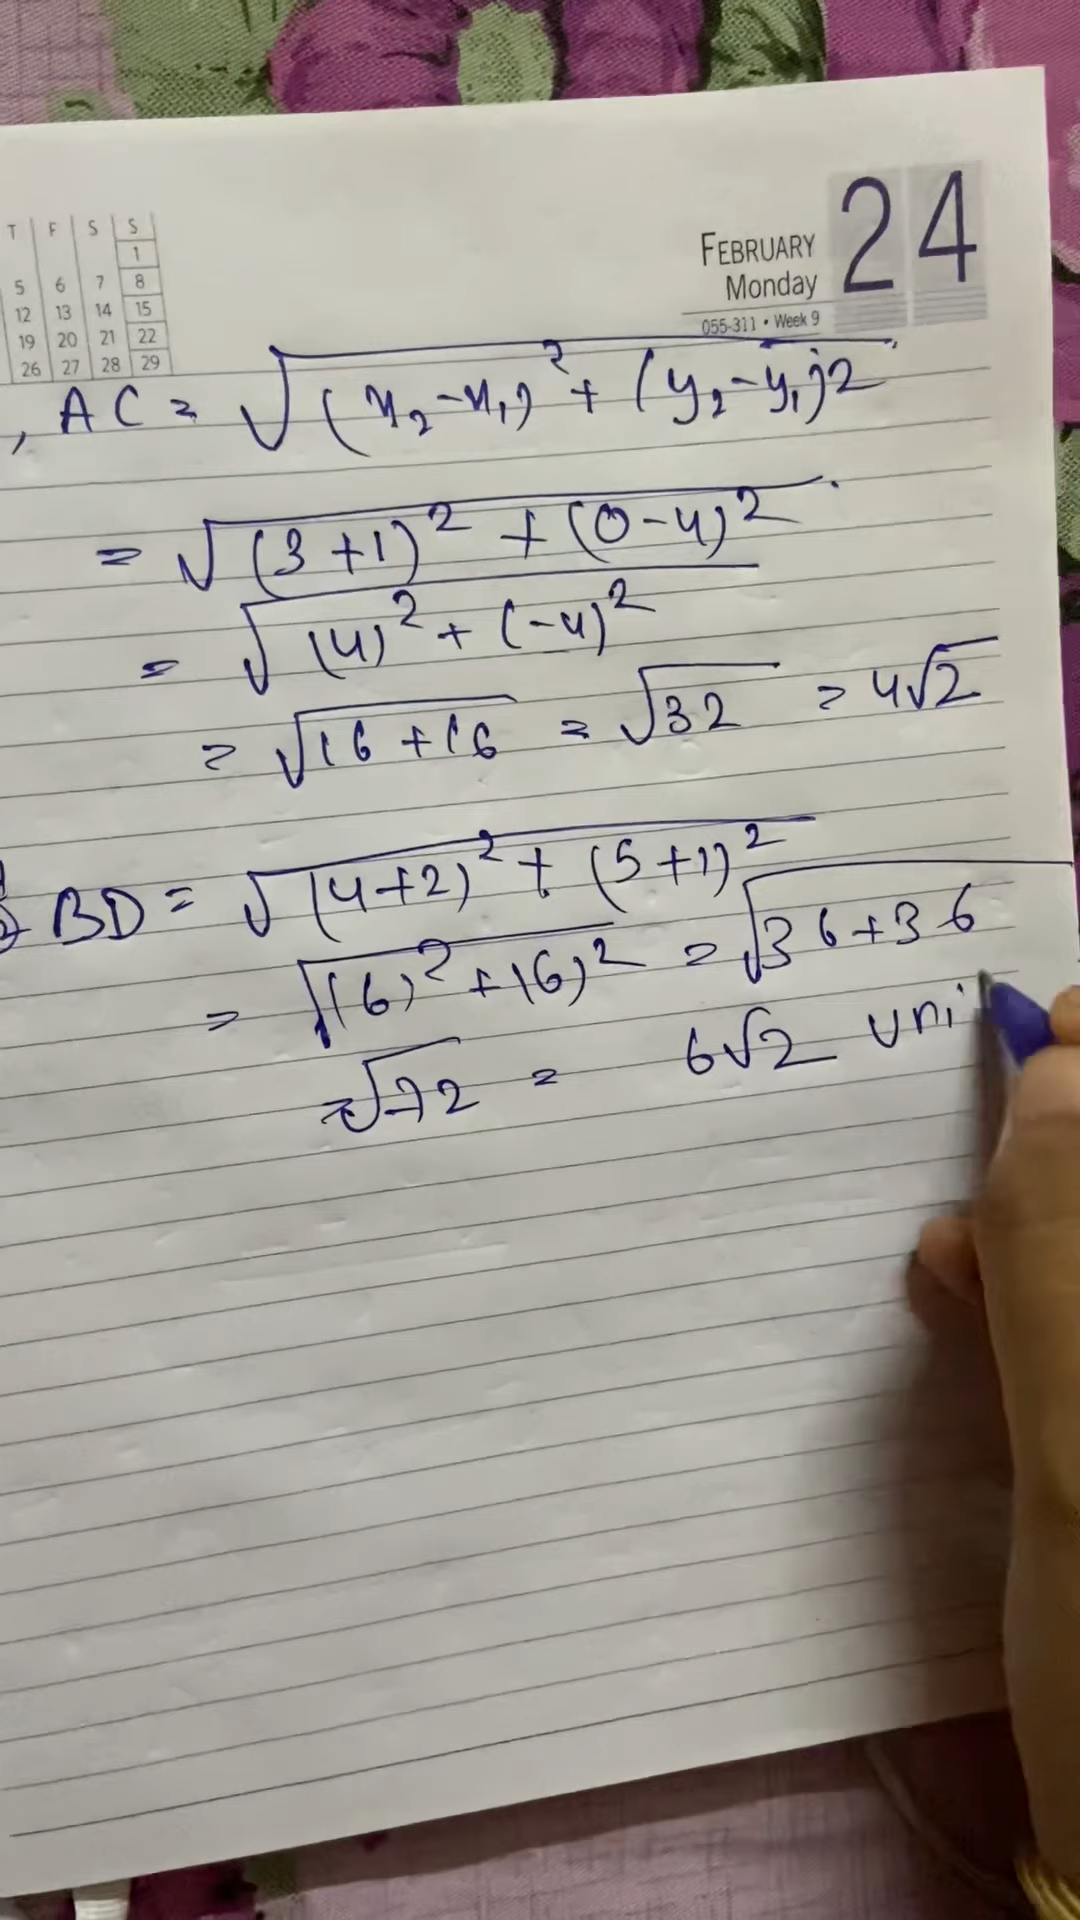 T F S S
1
5 6 7 8
12 13 14 15
19 20 21 22
26 27 28 29
FEBRUARY
Monday
24
055-311 • Week 9
, AC = √(x₂-x₁)² + (y₂-y₁)2
= √(3+1)² + (0-4)²
= √(4)² + (-4)²
= √16+16 = √32 = 4√2
BD = √(4+2)² + (5+1)²
= √(6)² + (6)² = √36+36
= √72 = 6√2 uni